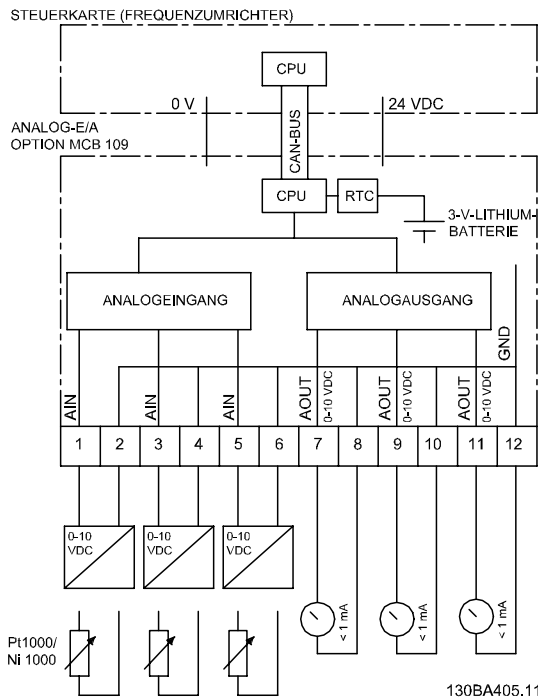 STEUERKARTE (FREQUENZUMRICHTER)
CPU
0 V
24 VDC
CAN-BUS
ANALOG-E/A
OPTION MCB 109
CPU
RTC
3-V-LITHIUM-
BATTERIE
ANALOGEINGANG
ANALOGAUSGANG
GND
AIN
AIN
AIN
AOUT
0-10 VDC
AOUT
0-10 VDC
AOUT
0-10 VDC
1 2 3 4 5 6 7 8 9 10 11 12
0-10
VDC
0-10
VDC
0-10
VDC
< 1 mA
< 1 mA
< 1 mA
Pt1000/
Ni 1000
130BA405.11